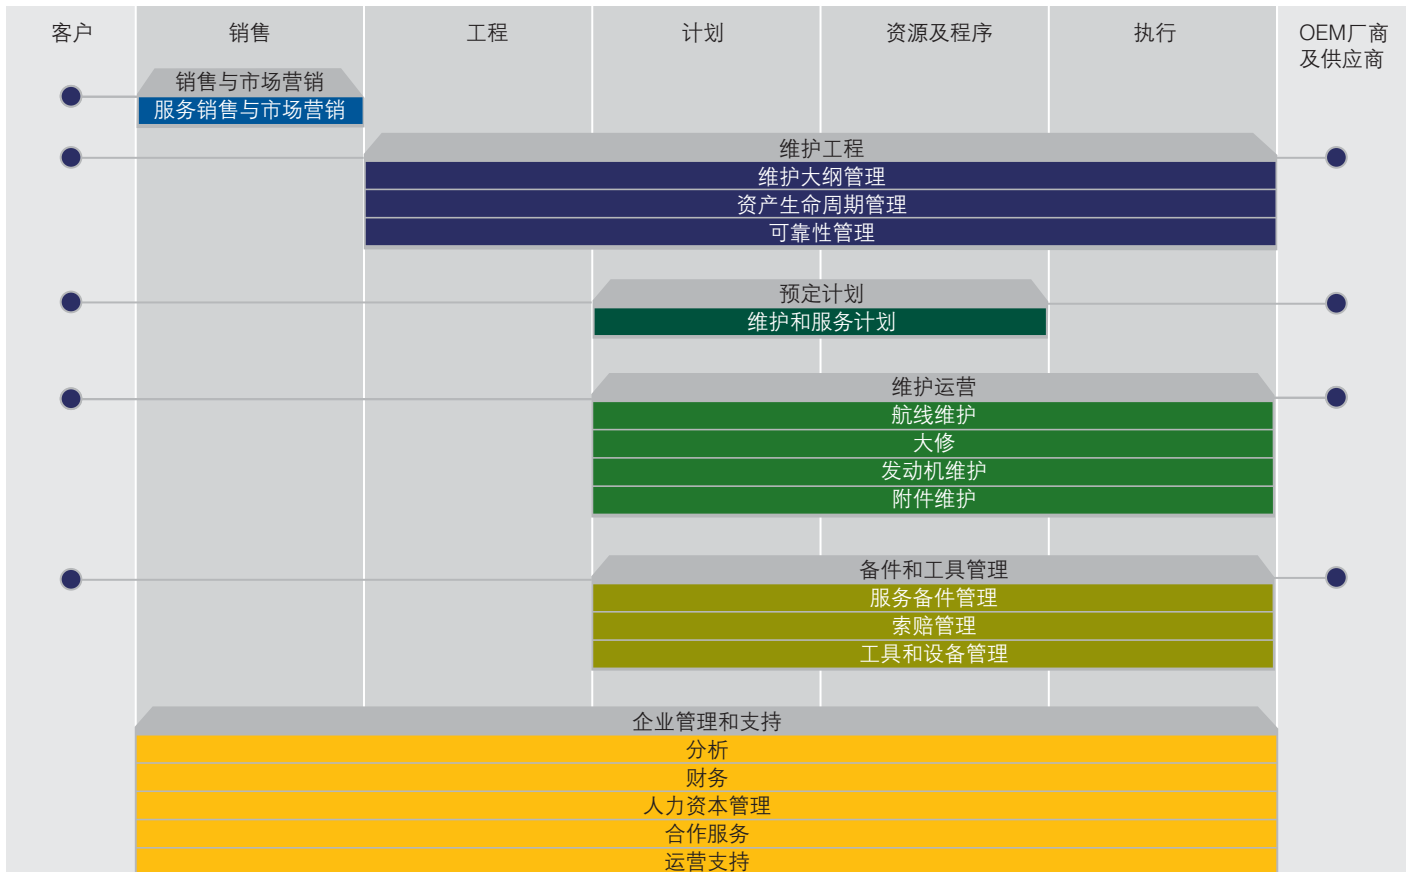 客户
销售
工程
计划
资源及程序
执行
OEM厂商
及供应商
销售与市场营销
服务销售与市场营销
维护工程
维护大纲管理
资产生命周期管理
可靠性管理
预定计划
维护和服务计划
维护运营
航线维护
大修
发动机维护
附件维护
备件和工具管理
服务备件管理
索赔管理
工具和设备管理
企业管理和支持
分析
财务
人力资本管理
合作服务
运营支持